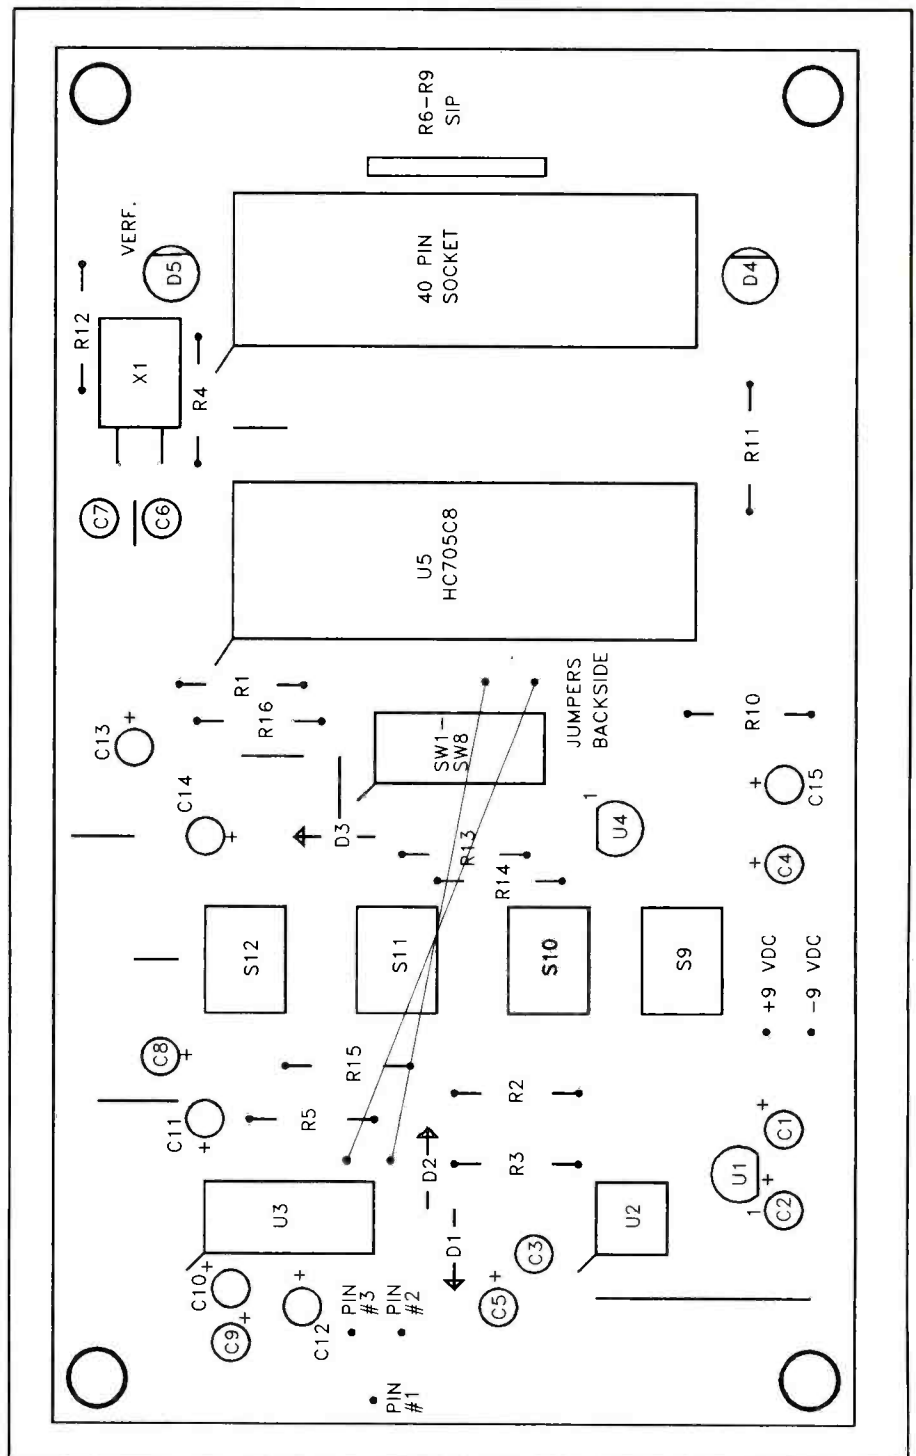 R6-R9
SIP
VERF.
D5
40 PIN
SOCKET
D4
R12
X1
R4
R11
C7
C6
U5
HC705C8
R1
R16
JUMPERS
BACKSIDE
R10
C13
+
SW1-
SW8
C14
+
D3
R13
R14
1
U4
+
C15
+
C4
S12
S11
S10
S9
+9 VDC
-9 VDC
C8
+
R15
R2
C11
+
R5
D2
R3
+
C1
U1
U3
D1
U2
1
+
C2
C10
+
C3
C9
+
C12
+
PIN
#3
PIN
#2
C5
+
PIN
#1